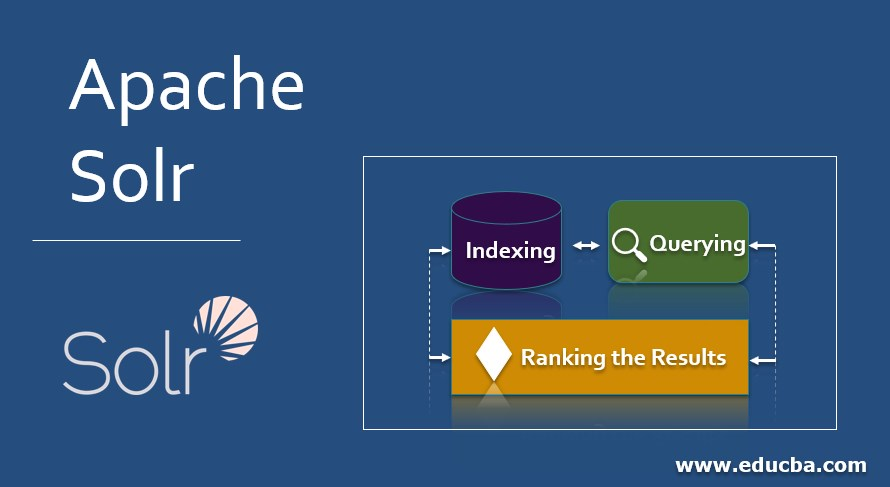 Apache
Solr
Solr
Indexing
Querying
Ranking the Results
www.educba.com